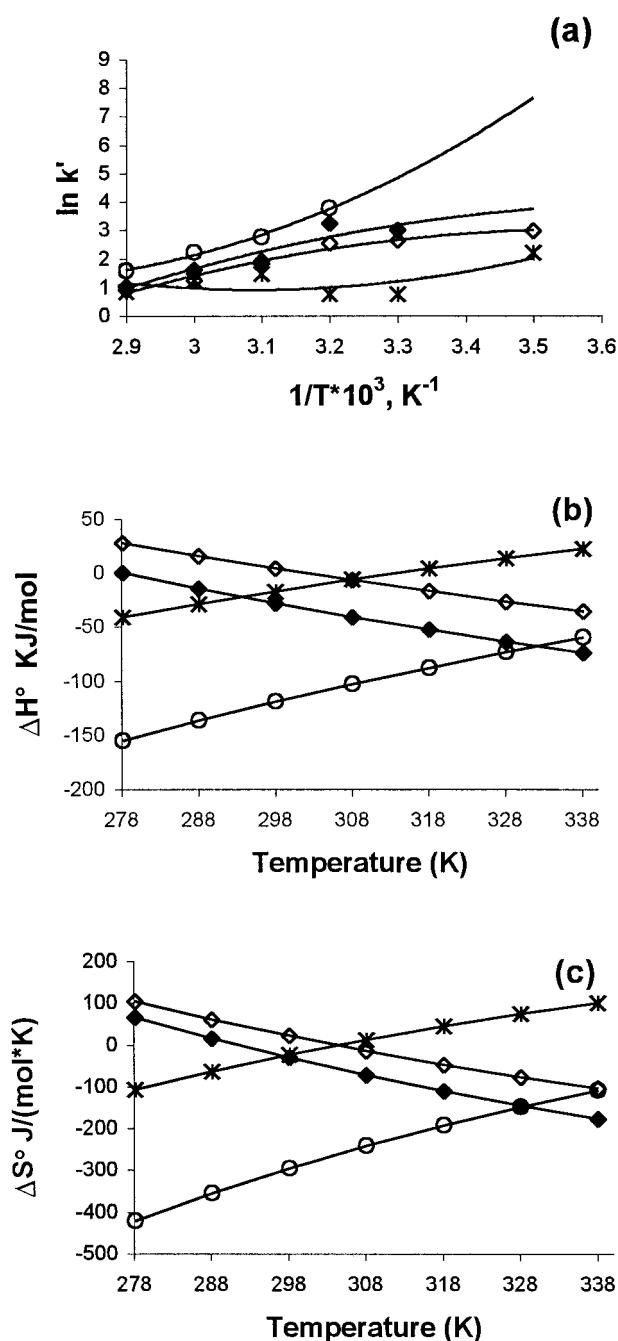 (a)
9
8
7
6
5
4
3
2
1
0
ln k'
2.9 3 3.1 3.2 3.3 3.4 3.5 3.6
1/T*10³, K⁻¹
(b)
50
0
-50
-100
-150
-200
ΔH° KJ/mol
278 288 298 308 318 328 338
Temperature (K)
(c)
200
100
0
-100
-200
-300
-400
-500
ΔS° J/(mol*K)
278 288 298 308 318 328 338
Temperature (K)